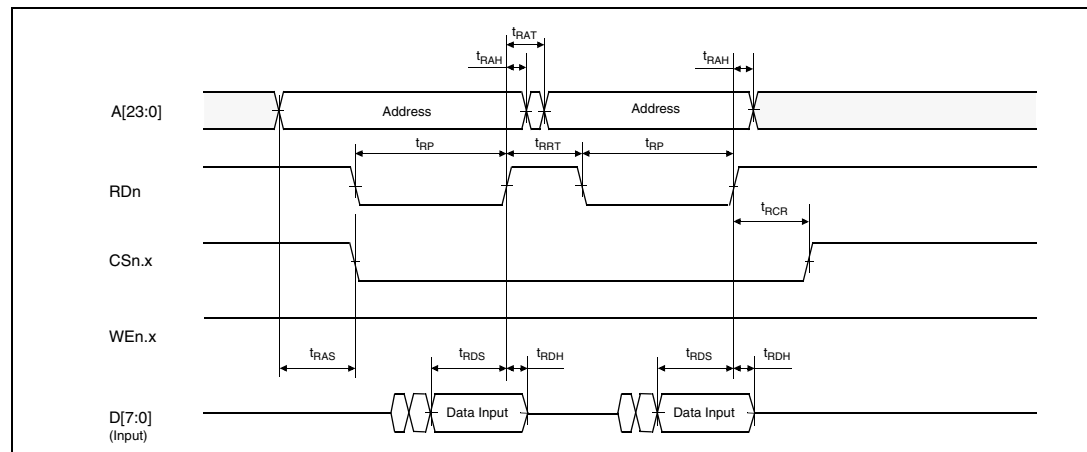 tRAT
tRAH
tRAH
A[23:0]
Address
Address
tRP
tRRT
tRP
RDn
tRCR
CSn.x
WEn.x
tRAS
tRDS
tRDH
tRDS
tRDH
D[7:0]
Data Input
Data Input
(Input)